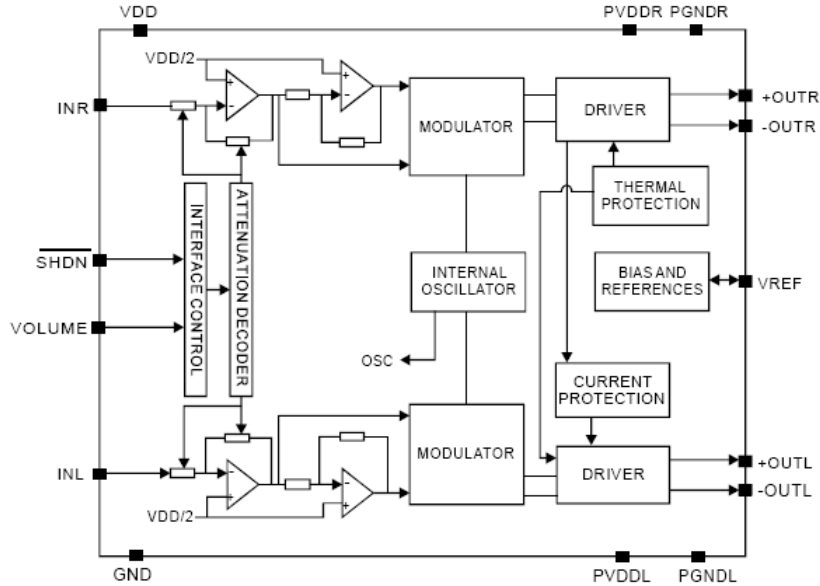 VDD
PVDDR
PGNDR
VDD/2
+
-
+
-
INR
MODULATOR
DRIVER
+OUTR
-OUTR
THERMAL
PROTECTION
INTERFACE CONTROL
ATTENUATION DECODER
SHDN
INTERNAL
OSCILLATOR
BIAS AND
REFERENCES
VREF
VOLUME
OSC
CURRENT
PROTECTION
MODULATOR
DRIVER
INL
-
+
-
+
+OUTL
-OUTL
VDD/2
GND
PVDDL
PGNDL